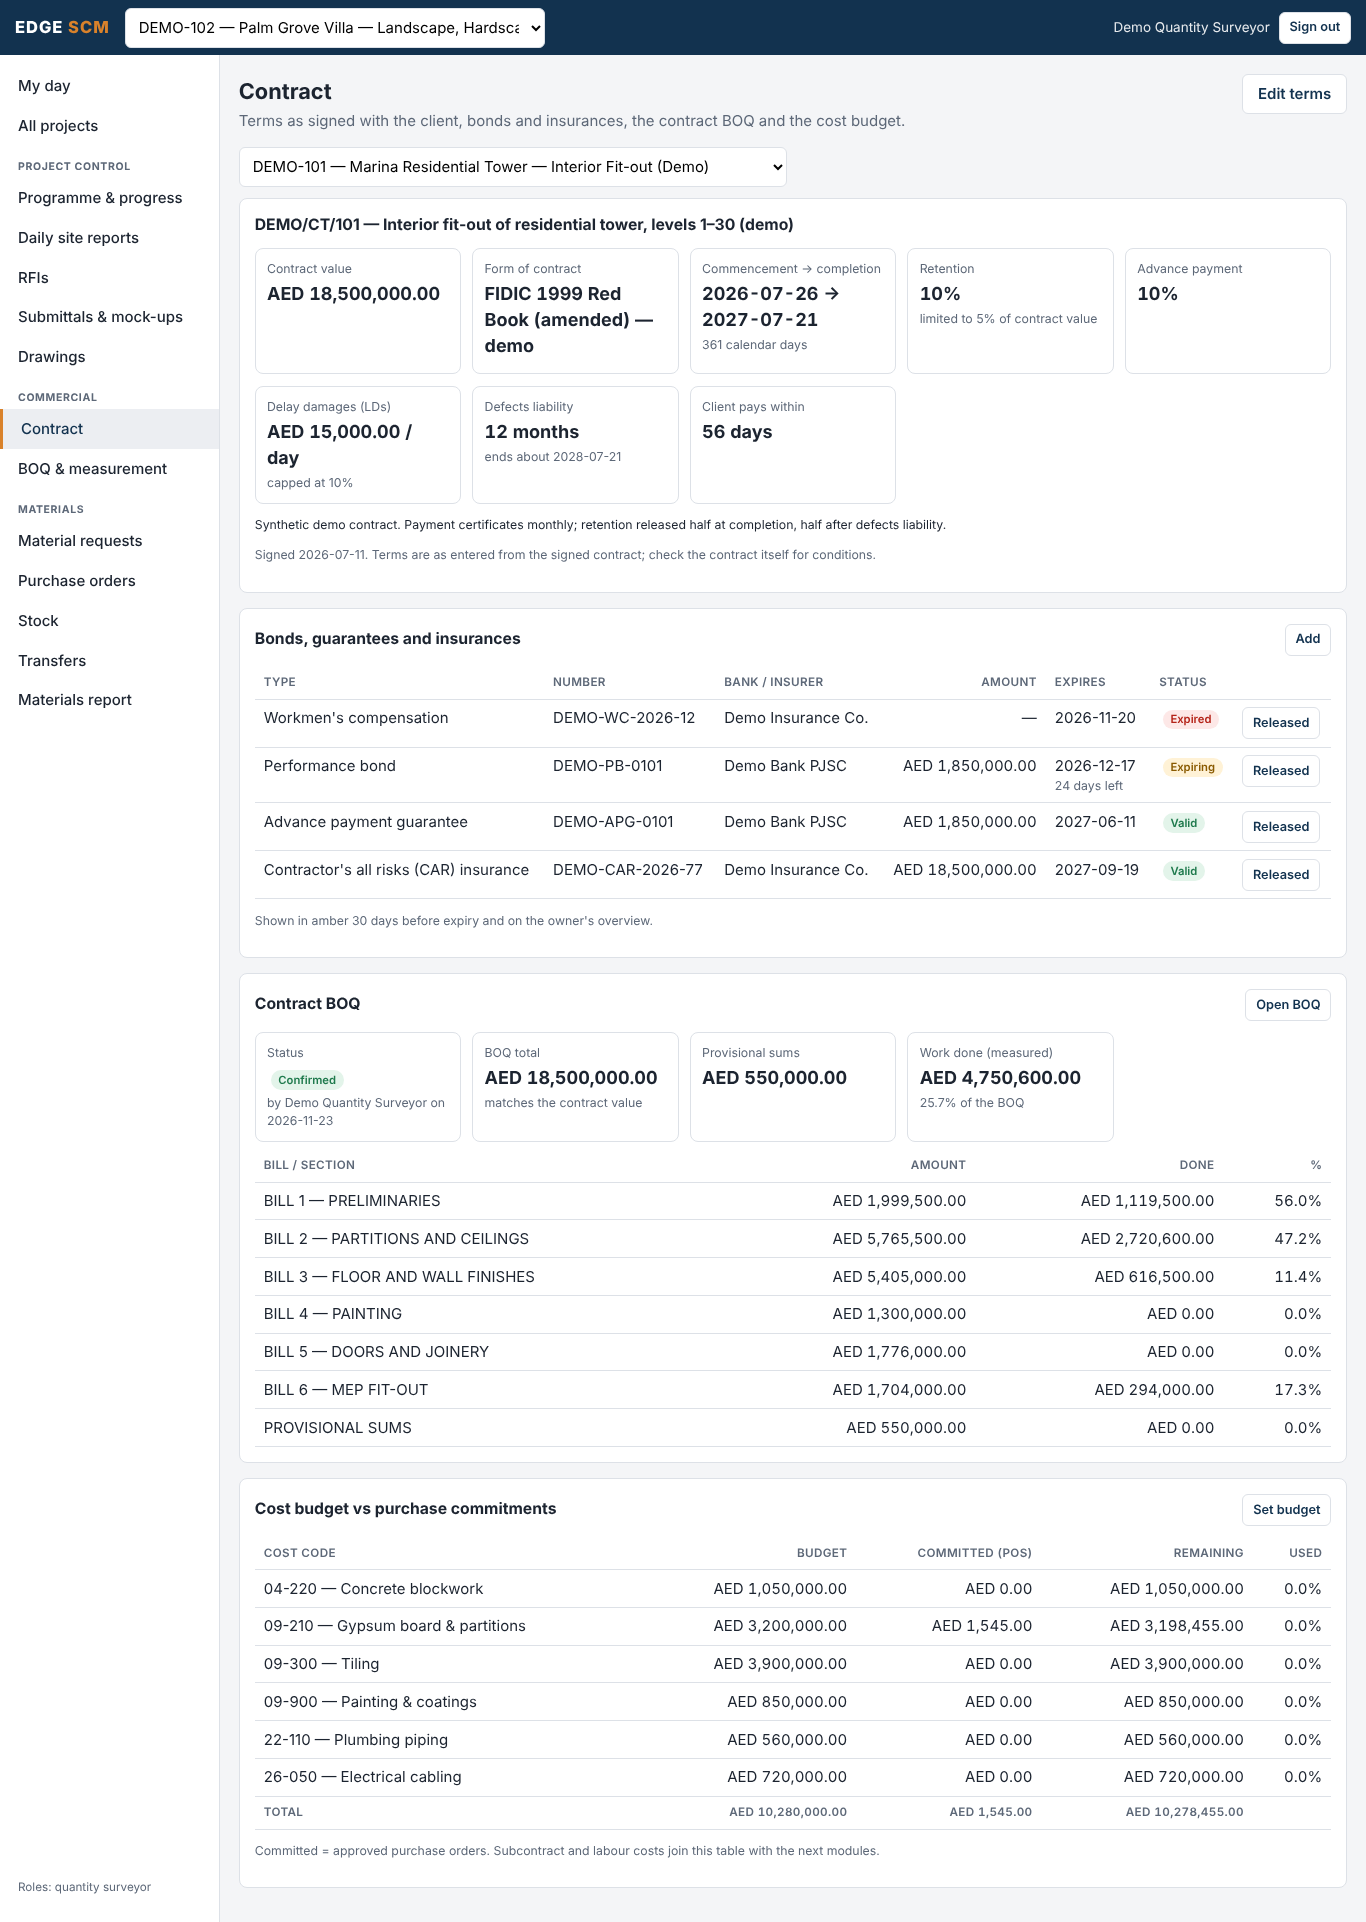 EDGE SCM
DEMO-102 — Palm Grove Villa — Landscape, Hardsca
Demo Quantity Surveyor
Sign out
My day
All projects
PROJECT CONTROL
Programme & progress
Daily site reports
RFIs
Submittals & mock-ups
Drawings
COMMERCIAL
Contract
BOQ & measurement
MATERIALS
Material requests
Purchase orders
Stock
Transfers
Materials report
Roles: quantity surveyor
Contract
Edit terms
Terms as signed with the client, bonds and insurances, the contract BOQ and the cost budget.
DEMO-101 — Marina Residential Tower — Interior Fit-out (Demo)
DEMO/CT/101 — Interior fit-out of residential tower, levels 1–30 (demo)
Contract value
AED 18,500,000.00
Form of contract
FIDIC 1999 Red
Book (amended) —
demo
Commencement → completion
2026-07-26 →
2027-07-21
361 calendar days
Retention
10%
limited to 5% of contract value
Advance payment
10%
Delay damages (LDs)
AED 15,000.00 /
day
capped at 10%
Defects liability
12 months
ends about 2028-07-21
Client pays within
56 days
Synthetic demo contract. Payment certificates monthly; retention released half at completion, half after defects liability.
Signed 2026-07-11. Terms are as entered from the signed contract; check the contract itself for conditions.
Bonds, guarantees and insurances
Add
TYPE NUMBER BANK / INSURER AMOUNT EXPIRES STATUS
Workmen's compensation DEMO-WC-2026-12 Demo Insurance Co. — 2026-11-20 Expired Released
Performance bond DEMO-PB-0101 Demo Bank PJSC AED 1,850,000.00 2026-12-17 Expiring Released
24 days left
Advance payment guarantee DEMO-APG-0101 Demo Bank PJSC AED 1,850,000.00 2027-06-11 Valid Released
Contractor's all risks (CAR) insurance DEMO-CAR-2026-77 Demo Insurance Co. AED 18,500,000.00 2027-09-19 Valid Released
Shown in amber 30 days before expiry and on the owner's overview.
Contract BOQ
Open BOQ
Status
Confirmed
by Demo Quantity Surveyor on
2026-11-23
BOQ total
AED 18,500,000.00
matches the contract value
Provisional sums
AED 550,000.00
Work done (measured)
AED 4,750,600.00
25.7% of the BOQ
BILL / SECTION AMOUNT DONE %
BILL 1 — PRELIMINARIES AED 1,999,500.00 AED 1,119,500.00 56.0%
BILL 2 — PARTITIONS AND CEILINGS AED 5,765,500.00 AED 2,720,600.00 47.2%
BILL 3 — FLOOR AND WALL FINISHES AED 5,405,000.00 AED 616,500.00 11.4%
BILL 4 — PAINTING AED 1,300,000.00 AED 0.00 0.0%
BILL 5 — DOORS AND JOINERY AED 1,776,000.00 AED 0.00 0.0%
BILL 6 — MEP FIT-OUT AED 1,704,000.00 AED 294,000.00 17.3%
PROVISIONAL SUMS AED 550,000.00 AED 0.00 0.0%
Cost budget vs purchase commitments
Set budget
COST CODE BUDGET COMMITTED (POS) REMAINING USED
04-220 — Concrete blockwork AED 1,050,000.00 AED 0.00 AED 1,050,000.00 0.0%
09-210 — Gypsum board & partitions AED 3,200,000.00 AED 1,545.00 AED 3,198,455.00 0.0%
09-300 — Tiling AED 3,900,000.00 AED 0.00 AED 3,900,000.00 0.0%
09-900 — Painting & coatings AED 850,000.00 AED 0.00 AED 850,000.00 0.0%
22-110 — Plumbing piping AED 560,000.00 AED 0.00 AED 560,000.00 0.0%
26-050 — Electrical cabling AED 720,000.00 AED 0.00 AED 720,000.00 0.0%
TOTAL AED 10,280,000.00 AED 1,545.00 AED 10,278,455.00
Committed = approved purchase orders. Subcontract and labour costs join this table with the next modules.